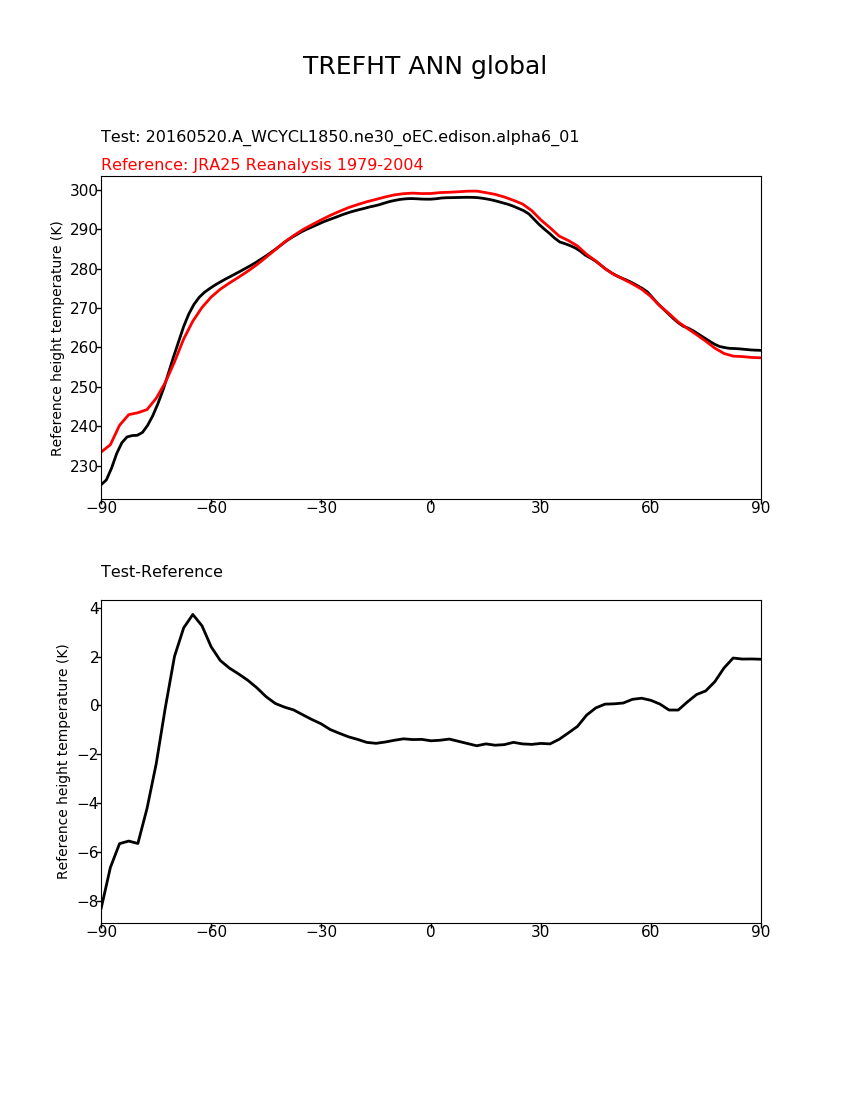 TREFHT ANN global
Test: 20160520.A_WCYCL1850.ne30_oEC.edison.alpha6_01
Reference: JRA25 Reanalysis 1979-2004
Reference height temperature (K)
300
290
280
270
260
250
240
230
−90 −60 −30 0 30 60 90
Test-Reference
Reference height temperature (K)
4
2
0
−2
−4
−6
−8
−90 −60 −30 0 30 60 90